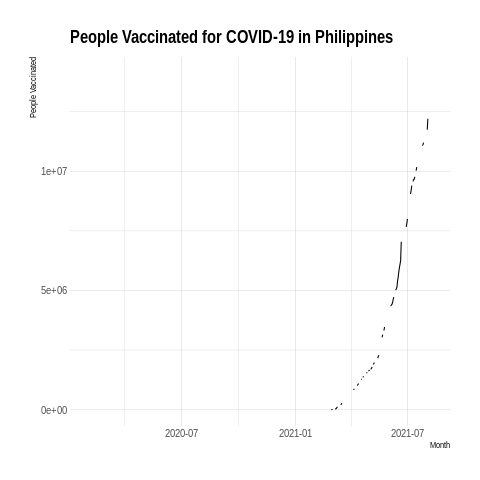 People Vaccinated for COVID-19 in Philippines
People Vaccinated
1e+07
5e+06
0e+00
2020-07 2021-01 2021-07
Month